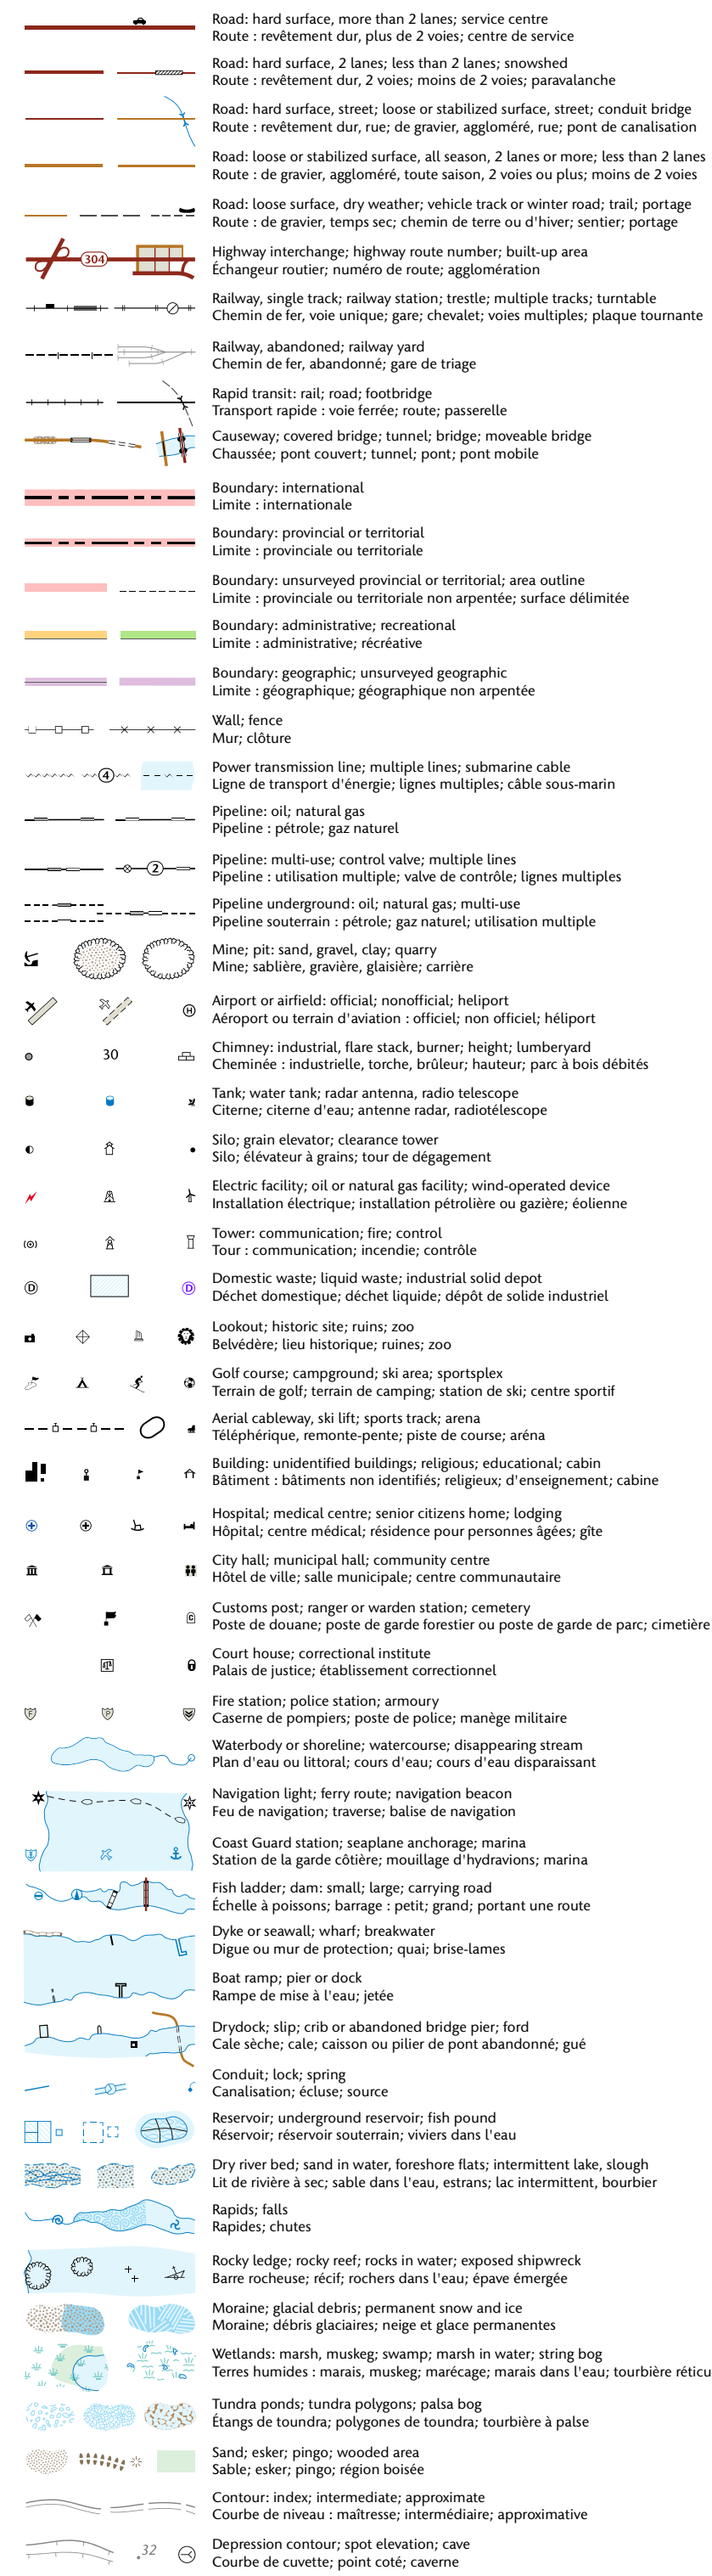 Road: hard surface, more than 2 lanes; service centre
Route : revêtement dur, plus de 2 voies; centre de service
Road: hard surface, 2 lanes; less than 2 lanes; snowshed
Route : revêtement dur, 2 voies; moins de 2 voies; paravalanche
Road: hard surface, street; loose or stabilized surface, street; conduit bridge
Route : revêtement dur, rue; de gravier, aggloméré, rue; pont de canalisation
Road: loose or stabilized surface, all season, 2 lanes or more; less than 2 lanes
Route : de gravier, aggloméré, toute saison, 2 voies ou plus; moins de 2 voies
Road: loose surface, dry weather; vehicle track or winter road; trail; portage
Route : de gravier, temps sec; chemin de terre ou d'hiver; sentier; portage
304
Highway interchange; highway route number; built-up area
Échangeur routier; numéro de route; agglomération
Railway, single track; railway station; trestle; multiple tracks; turntable
Chemin de fer, voie unique; gare; chevalet; voies multiples; plaque tournante
Railway, abandoned; railway yard
Chemin de fer, abandonné; gare de triage
Rapid transit: rail; road; footbridge
Transport rapide : voie ferrée; route; passerelle
Causeway; covered bridge; tunnel; bridge; moveable bridge
Chaussée; pont couvert; tunnel; pont; pont mobile
Boundary: international
Limite : internationale
Boundary: provincial or territorial
Limite : provinciale ou territoriale
Boundary: unsurveyed provincial or territorial; area outline
Limite : provinciale ou territoriale non arpentée; surface délimitée
Boundary: administrative; recreational
Limite : administrative; récréative
Boundary: geographic; unsurveyed geographic
Limite : géographique; géographique non arpentée
Wall; fence
Mur; clôture
4
Power transmission line; multiple lines; submarine cable
Ligne de transport d'énergie; lignes multiples; câble sous-marin
Pipeline: oil; natural gas
Pipeline : pétrole; gaz naturel
2
Pipeline: multi-use; control valve; multiple lines
Pipeline : utilisation multiple; valve de contrôle; lignes multiples
Pipeline underground: oil; natural gas; multi-use
Pipeline souterrain : pétrole; gaz naturel; utilisation multiple
Mine; pit: sand, gravel, clay; quarry
Mine; sablière, gravière, glaisière; carrière
H
Airport or airfield: official; nonofficial; heliport
Aéroport ou terrain d'aviation : officiel; non officiel; héliport
30
Chimney: industrial, flare stack, burner; height; lumberyard
Cheminée : industrielle, torche, brûleur; hauteur; parc à bois débités
Tank; water tank; radar antenna, radio telescope
Citerne; citerne d'eau; antenne radar, radiotélescope
Silo; grain elevator; clearance tower
Silo; élévateur à grains; tour de dégagement
Electric facility; oil or natural gas facility; wind-operated device
Installation électrique; installation pétrolière ou gazière; éolienne
Tower: communication; fire; control
Tour : communication; incendie; contrôle
D D
Domestic waste; liquid waste; industrial solid depot
Déchet domestique; déchet liquide; dépôt de solide industriel
Lookout; historic site; ruins; zoo
Belvédère; lieu historique; ruines; zoo
Golf course; campground; ski area; sportsplex
Terrain de golf; terrain de camping; station de ski; centre sportif
Aerial cableway, ski lift; sports track; arena
Téléphérique, remonte-pente; piste de course; aréna
Building: unidentified buildings; religious; educational; cabin
Bâtiment : bâtiments non identifiés; religieux; d'enseignement; cabine
Hospital; medical centre; senior citizens home; lodging
Hôpital; centre médical; résidence pour personnes âgées; gîte
City hall; municipal hall; community centre
Hôtel de ville; salle municipale; centre communautaire
C
Customs post; ranger or warden station; cemetery
Poste de douane; poste de garde forestier ou poste de garde de parc; cimetière
Court house; correctional institute
Palais de justice; établissement correctionnel
F P
Fire station; police station; armoury
Caserne de pompiers; poste de police; manège militaire
Waterbody or shoreline; watercourse; disappearing stream
Plan d'eau ou littoral; cours d'eau; cours d'eau disparaissant
Navigation light; ferry route; navigation beacon
Feu de navigation; traverse; balise de navigation
Coast Guard station; seaplane anchorage; marina
Station de la garde côtière; mouillage d'hydravions; marina
Fish ladder; dam: small; large; carrying road
Échelle à poissons; barrage : petit; grand; portant une route
Dyke or seawall; wharf; breakwater
Digue ou mur de protection; quai; brise-lames
Boat ramp; pier or dock
Rampe de mise à l'eau; jetée
Drydock; slip; crib or abandoned bridge pier; ford
Cale sèche; cale; caisson ou pilier de pont abandonné; gué
Conduit; lock; spring
Canalisation; écluse; source
Reservoir; underground reservoir; fish pound
Réservoir; réservoir souterrain; viviers dans l'eau
Dry river bed; sand in water, foreshore flats; intermittent lake, slough
Lit de rivière à sec; sable dans l'eau, estrans; lac intermittent, bourbier
Rapids; falls
Rapides; chutes
Rocky ledge; rocky reef; rocks in water; exposed shipwreck
Barre rocheuse; récif; rochers dans l'eau; épave émergée
Moraine; glacial debris; permanent snow and ice
Moraine; débris glaciaires; neige et glace permanentes
Wetlands: marsh, muskeg; swamp; marsh in water; string bog
Terres humides : marais, muskeg; marécage; marais dans l'eau; tourbière réticu
Tundra ponds; tundra polygons; palsa bog
Étangs de toundra; polygones de toundra; tourbière à palse
Sand; esker; pingo; wooded area
Sable; esker; pingo; région boisée
Contour: index; intermediate; approximate
Courbe de niveau : maîtresse; intermédiaire; approximative
32
Depression contour; spot elevation; cave
Courbe de cuvette; point coté; caverne